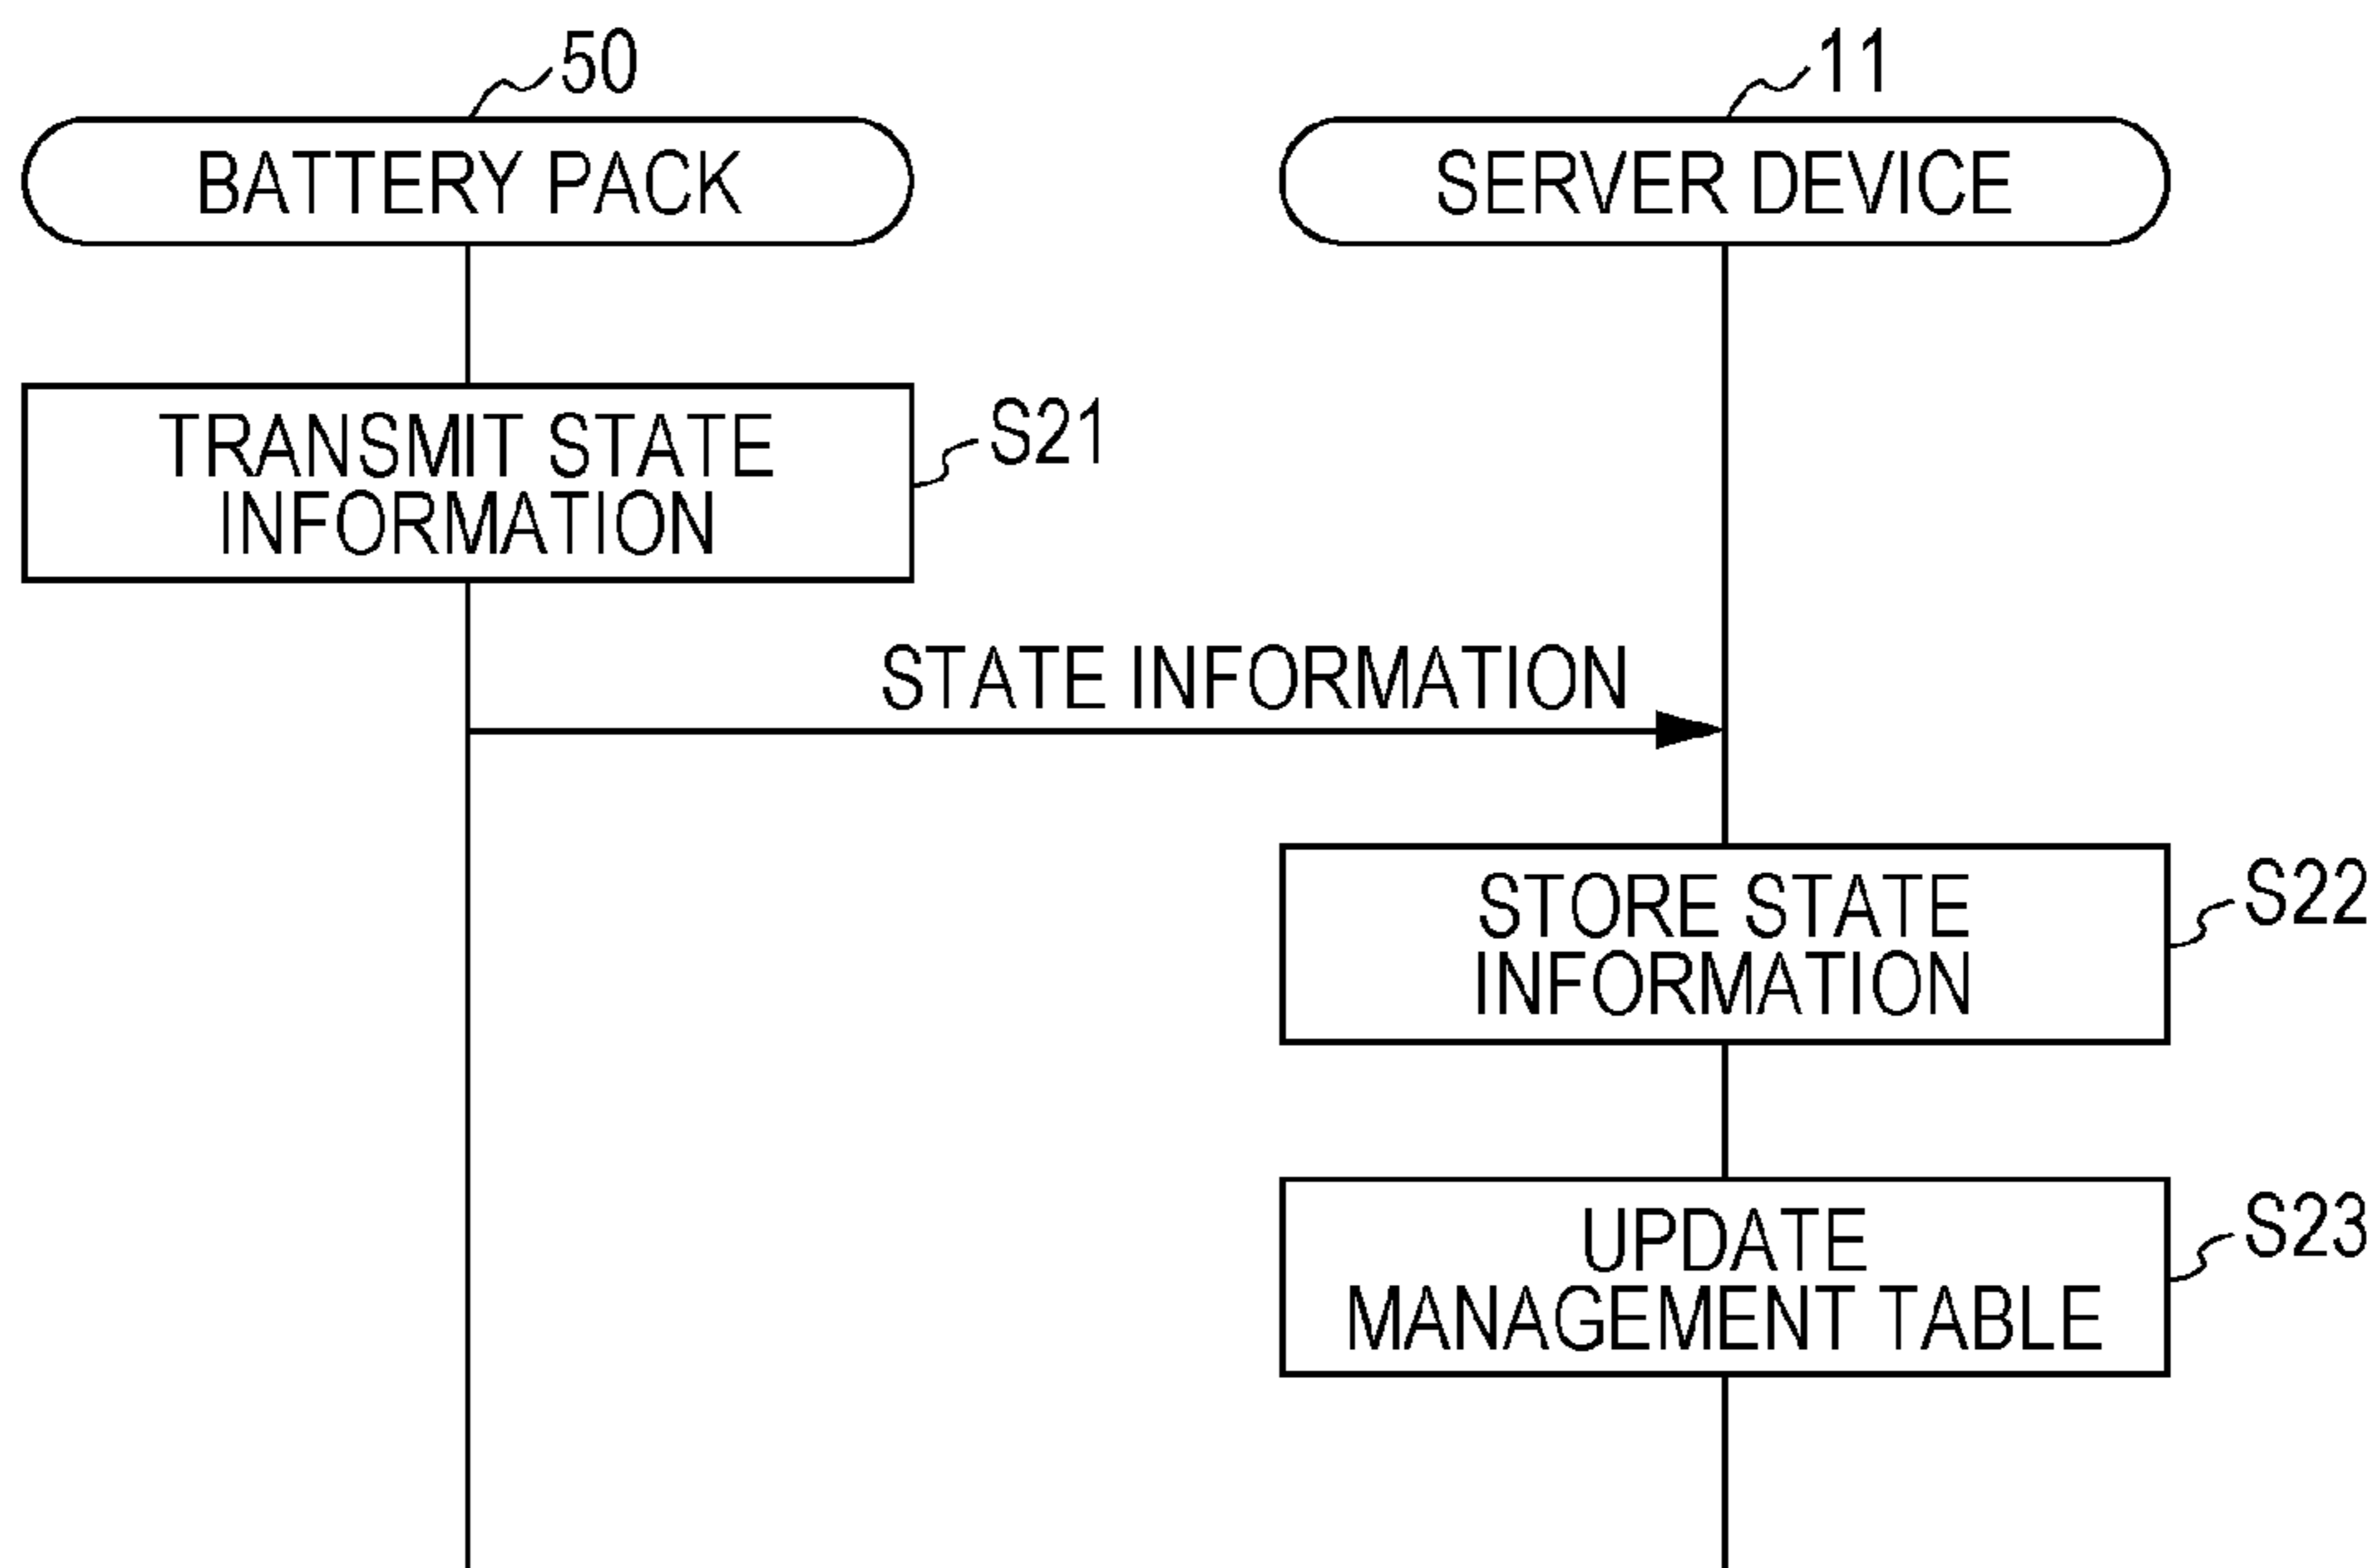 50
11
BATTERY PACK
SERVER DEVICE
TRANSMIT STATE
INFORMATION
S21
STATE INFORMATION
STORE STATE
INFORMATION
S22
UPDATE
MANAGEMENT TABLE
S23